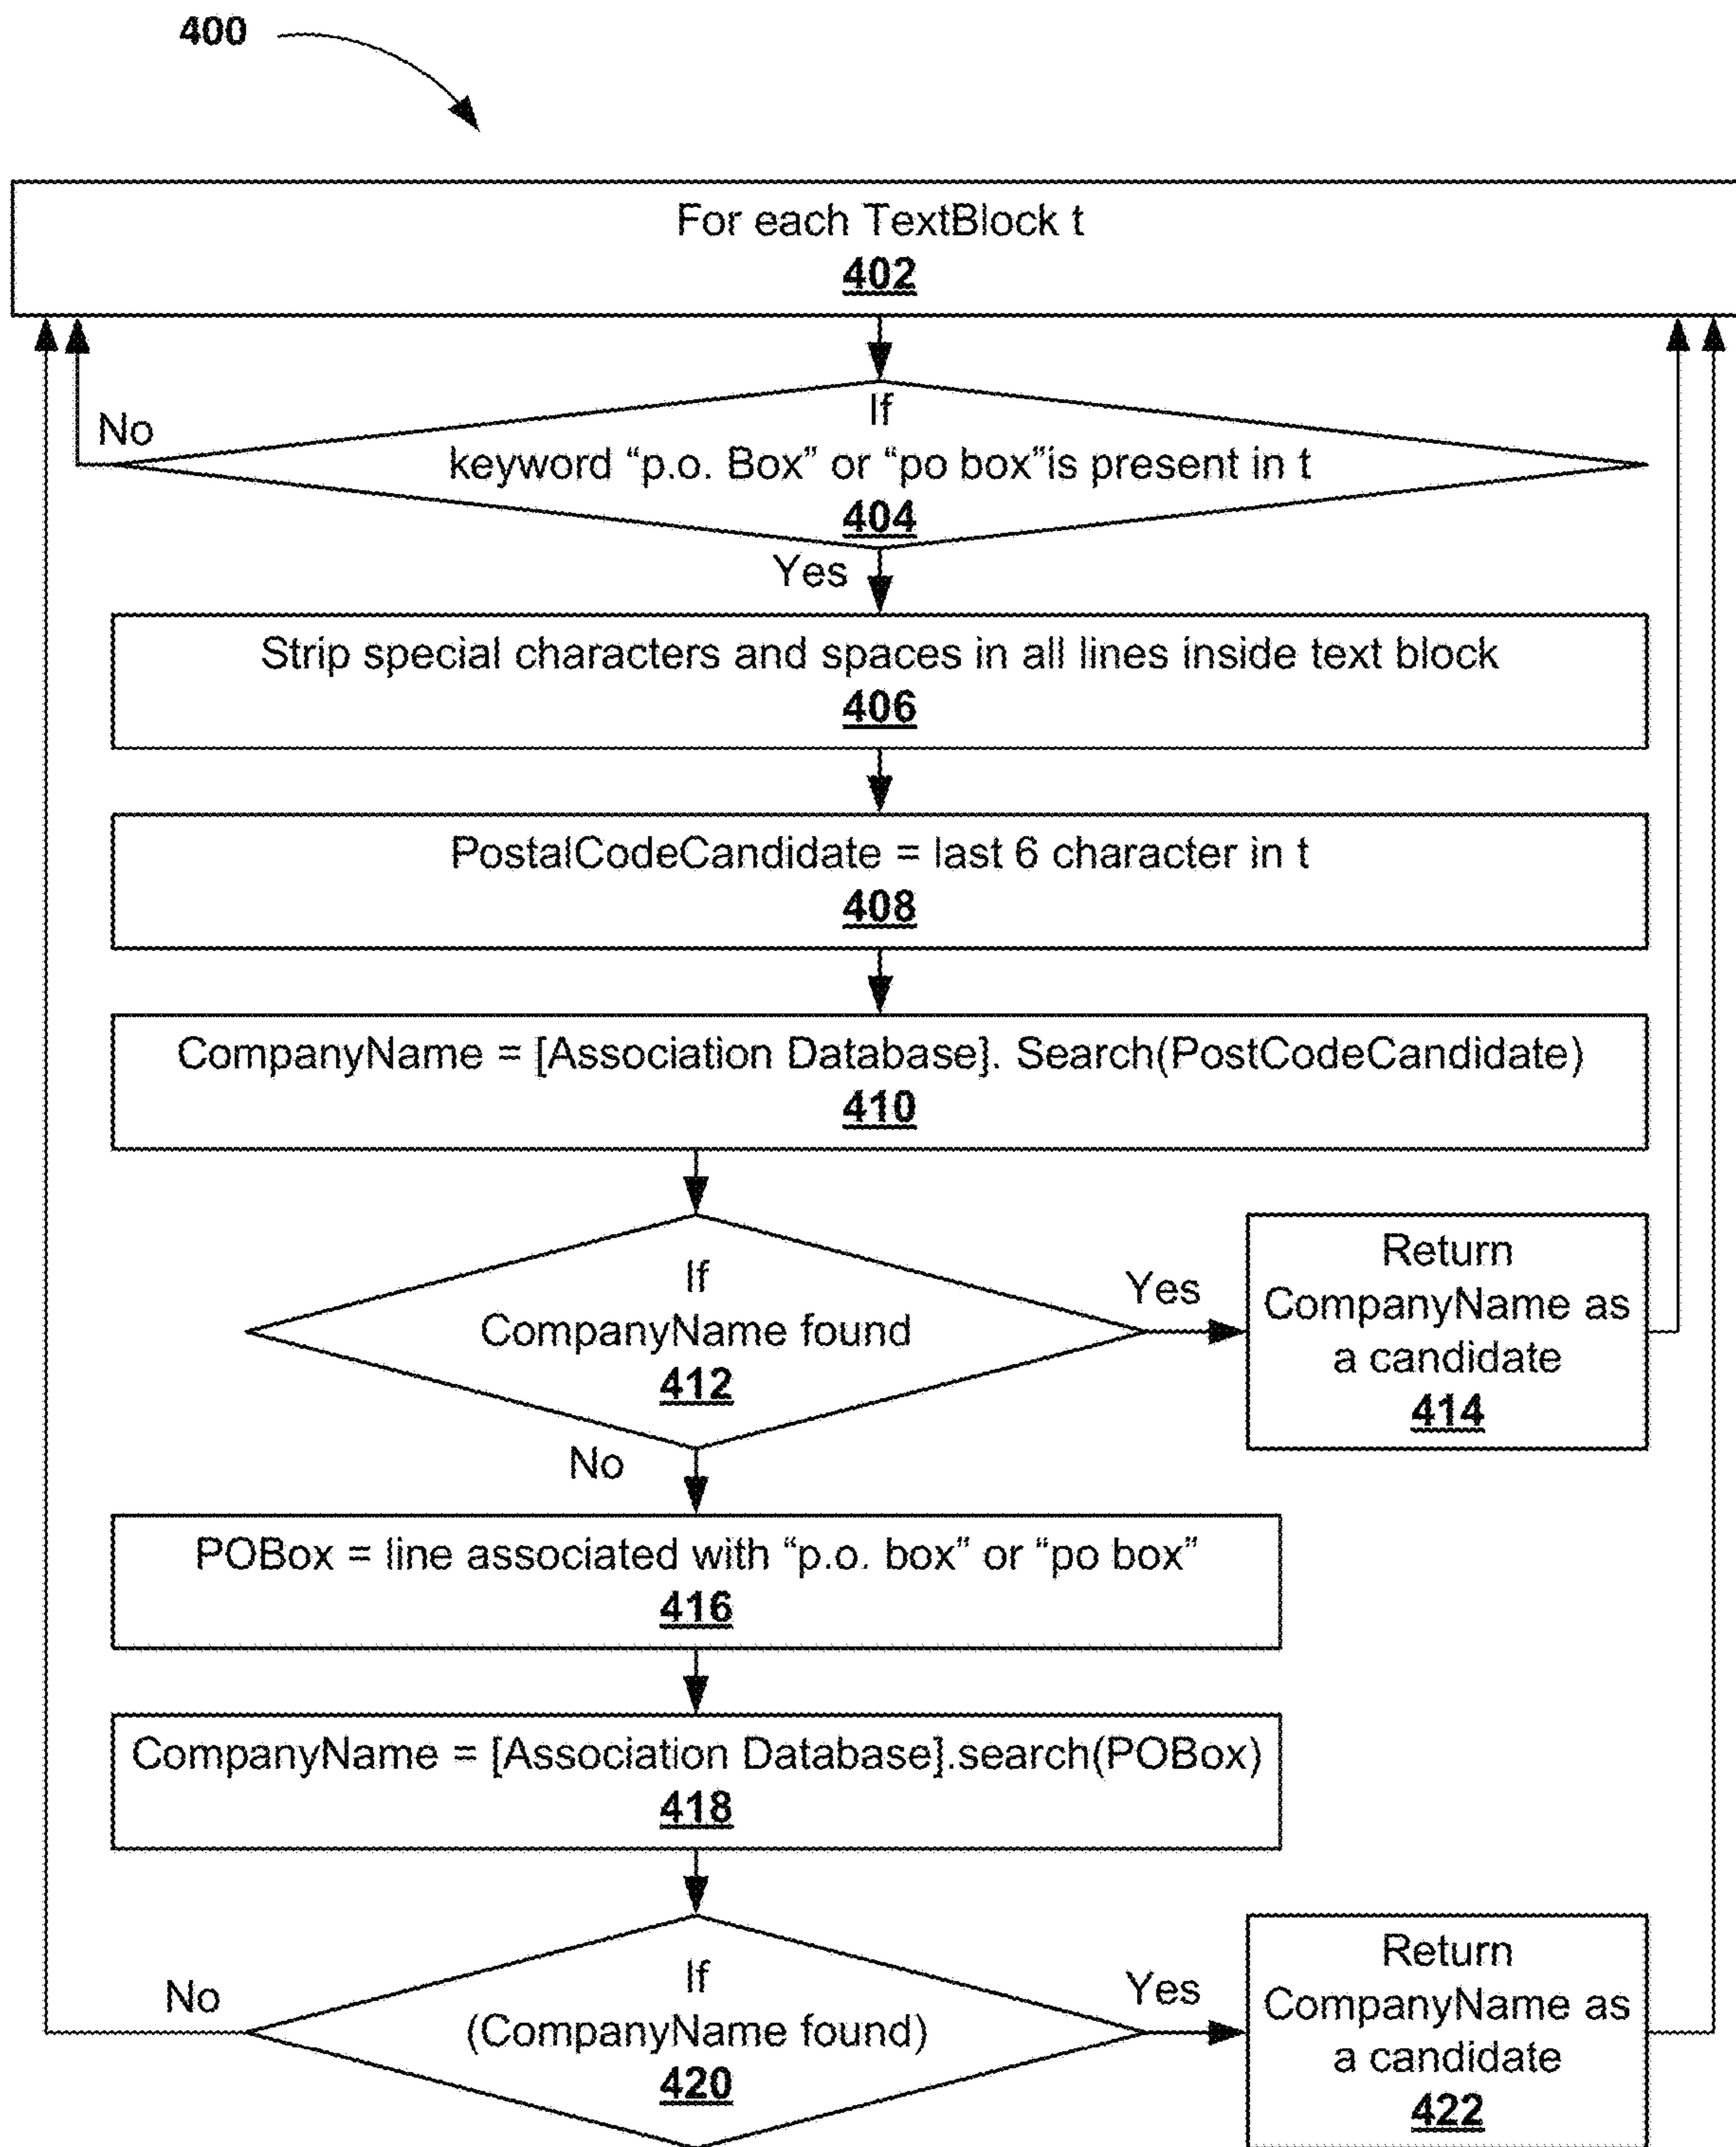 400
For each TextBlock t
402
If
No
keyword “p.o. Box” or “po box”is present in t
404
Yes
Strip special characters and spaces in all lines inside text block
406
PostalCodeCandidate = last 6 character in t
408
CompanyName = [Association Database]. Search(PostCodeCandidate)
410
If
CompanyName found
412
Yes
Return
CompanyName as
a candidate
414
No
POBox = line associated with “p.o. box” or “po box”
416
CompanyName = [Association Database].search(POBox)
418
No
If
(CompanyName found)
420
Yes
Return
CompanyName as
a candidate
422